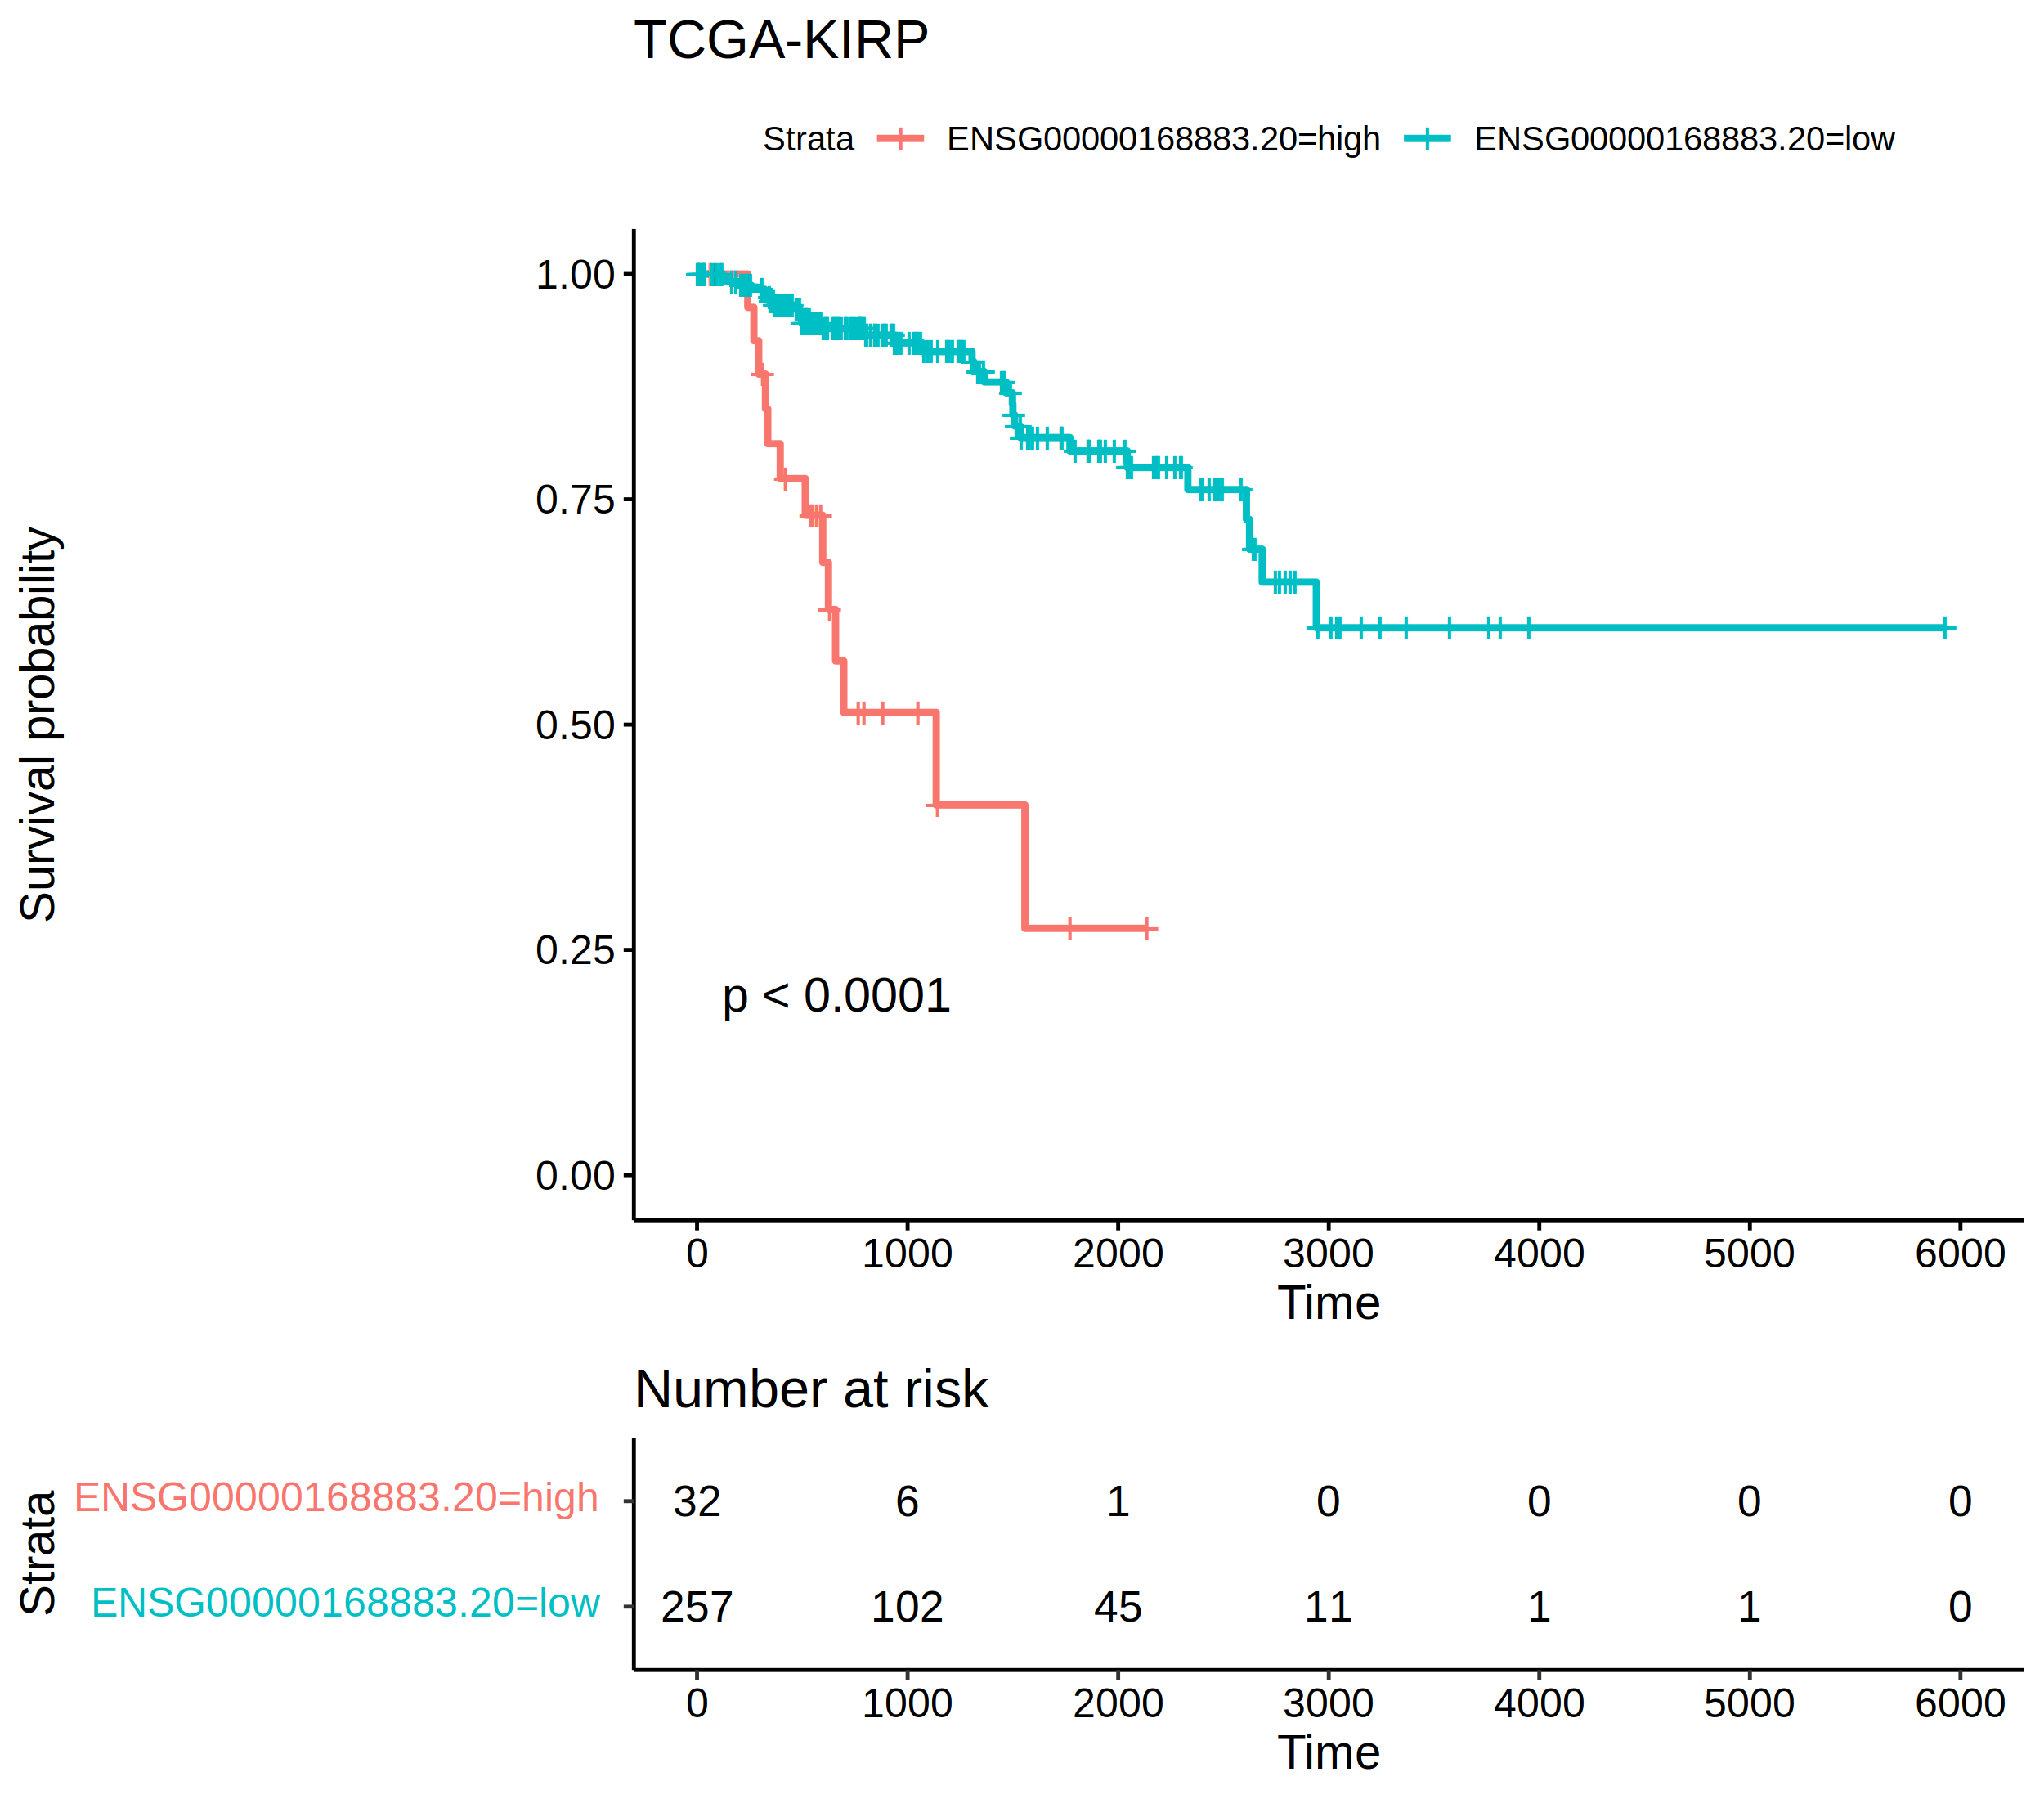 TCGA-KIRP
Strata ENSG00000168883.20=high ENSG00000168883.20=low
Survival probability
1.00
0.75
0.50
0.25
0.00
p < 0.0001
0 1000 2000 3000 4000 5000 6000
Time
Number at risk
Strata
ENSG00000168883.20=high 32 6 1 0 0 0 0
ENSG00000168883.20=low 257 102 45 11 1 1 0
0 1000 2000 3000 4000 5000 6000
Time